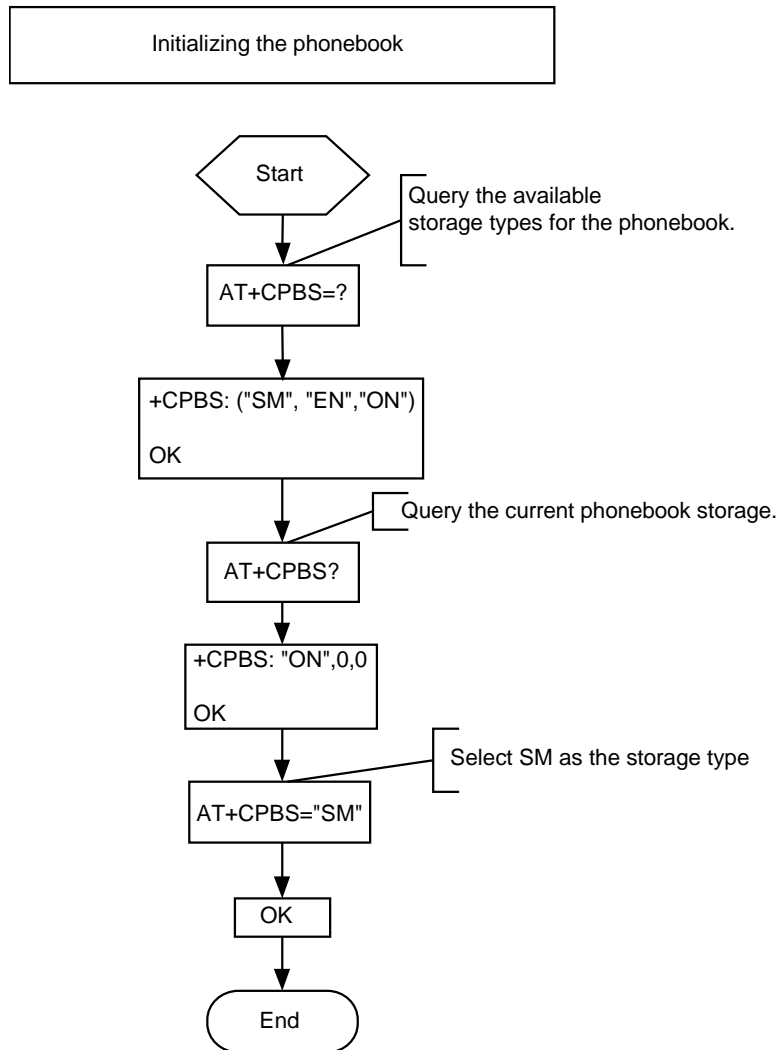 Initializing the phonebook
Start
Query the available
storage types for the phonebook.
AT+CPBS=?
+CPBS: ("SM", "EN","ON")
OK
Query the current phonebook storage.
AT+CPBS?
+CPBS: "ON",0,0
OK
Select SM as the storage type
AT+CPBS="SM"
OK
End